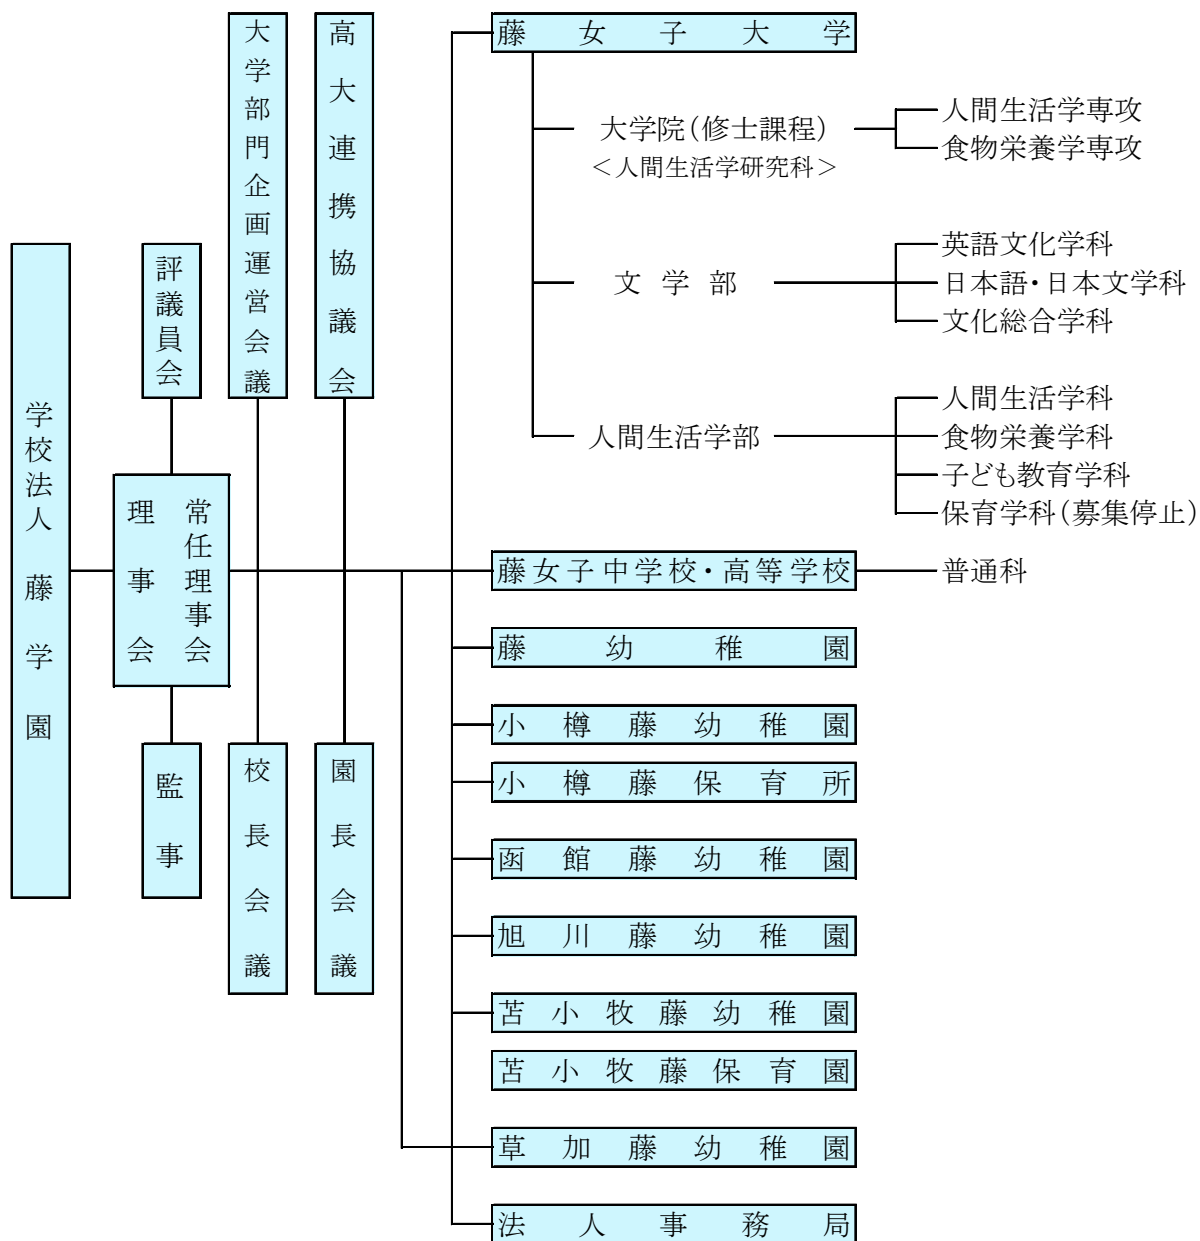 学校法人 藤学園
評議員会
理事会
常任理事会
監事
大学部門企画運営会議
高大連携協議会
校長会議
園長会議
藤女子大学
大学院(修士課程)
<人間生活学研究科>
人間生活学専攻
食物栄養学専攻
文学部
英語文化学科
日本語・日本文学科
文化総合学科
人間生活学部
人間生活学科
食物栄養学科
子ども教育学科
保育学科(募集停止)
藤女子中学校・高等学校
普通科
藤幼稚園
小樽藤幼稚園
小樽藤保育所
函館藤幼稚園
旭川藤幼稚園
苫小牧藤幼稚園
苫小牧藤保育園
草加藤幼稚園
法人事務局